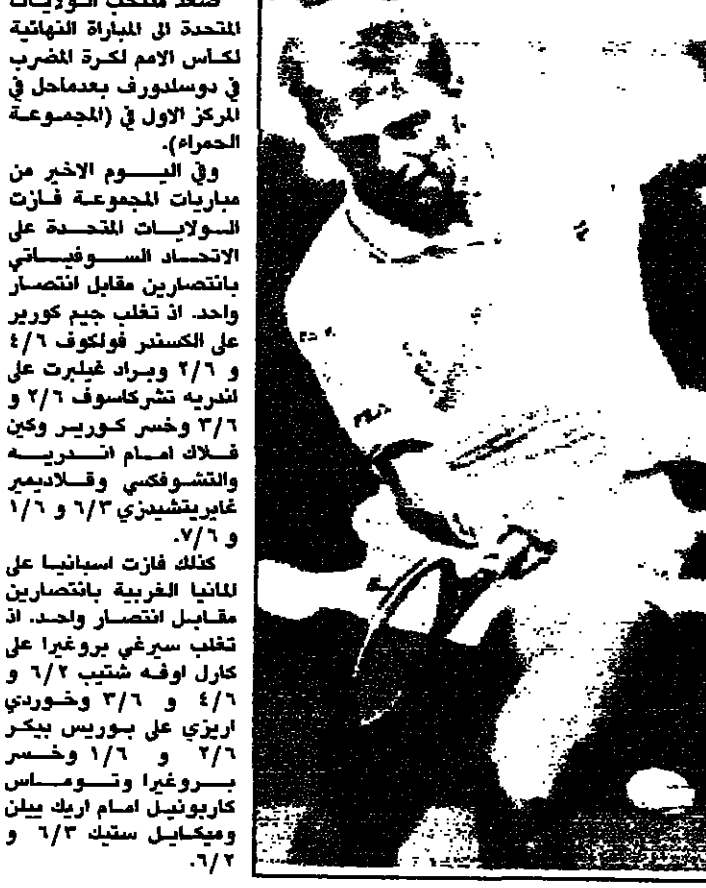 صعد منتخب الولايات
المتحدة الى المباراة النهائية
لكأس الامم لكرة المضرب
في دوسلدورف بعدماحل في
المركز الاول في (المجموعة
الحمراء).
وفي اليوم الاخير من
مباريات المجموعة فازت
الولايات المتحدة على
الاتحاد السوفياتي
بانتصارين مقابل انتصار
واحد. اذ تغلب جيم كورير
على الكسندر فولكوف ٤/٦
و ٢/٦ وبراد غيلبرت على
اندريه تشركاسوف ٢/٦ و
٣/٦ وخسر كورير وكين
فلاك امام اندريه
والتشوفكسي وفلاديمير
غابريتشيدزي ٦/٣ و ١/٦
و ٧/٦.
كذلك فازت اسبانيا على
المانيا الغربية بانتصارين
مقابل انتصار واحد. اذ
تغلب سيرغي بروغيرا على
كارل اوفه شتيب ٦/٢ و
٤/٦ و ٣/٦ وخوردي
اريزي على بوريس بيكر
٢/٦ و ١/٦ وخسر
بروغيرا وتوماس
كاربونيل امام اريك ييلن
وميكايل ستيك ٦/٣ و
٦/٢.